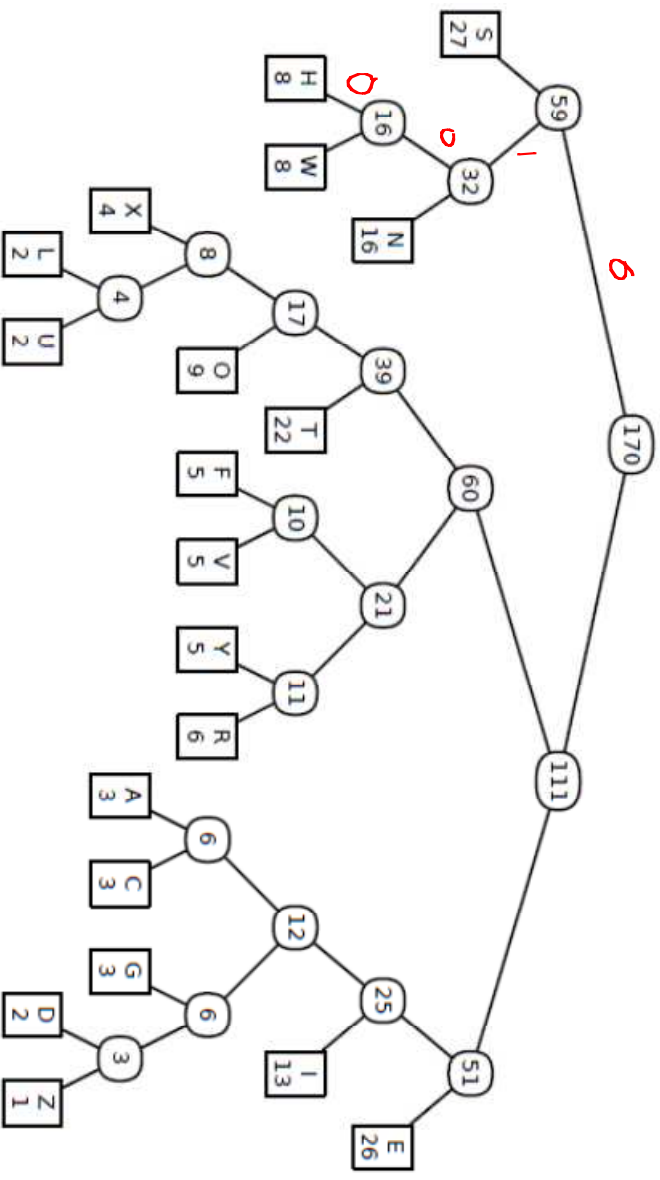 170
0
59 111
1
S 32 60 51
27
0
16 N 39 21 25 E
16 26
0
H W 17 T 10 11 12 I
8 8 22 13
8 O F V Y R 6 6
9 5 5 5 6
X 4 A C G 3
4 3 3 3
L U D Z
2 2 2 1